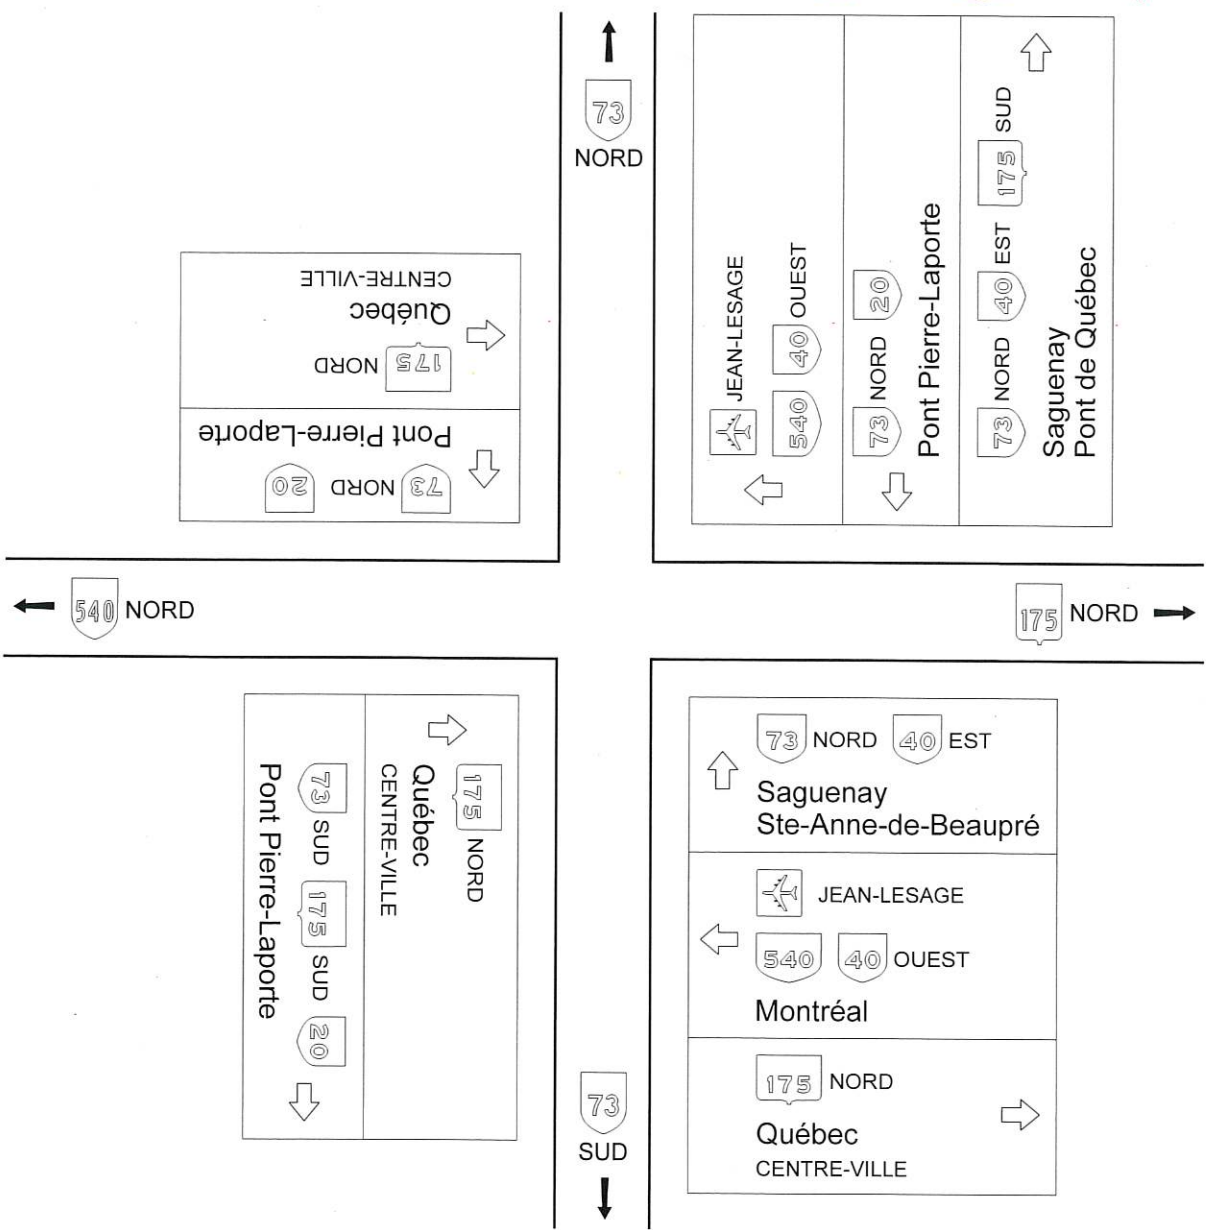 73
NORD
JEAN-LESAGE
540 40 OUEST
73 NORD 20
Pont Pierre-Laporte
73 NORD 40 EST 175 SUD
Saguenay
Pont de Québec
73 NORD 20
Pont Pierre-Laporte
175 NORD
Québec
CENTRE-VILLE
540 NORD
175 NORD
175 NORD
Québec
CENTRE-VILLE
73 SUD 175 SUD 20
Pont Pierre-Laporte
73 NORD 40 EST
Saguenay
Ste-Anne-de-Beaupré
JEAN-LESAGE
540 40 OUEST
Montréal
175 NORD
Québec
CENTRE-VILLE
73
SUD